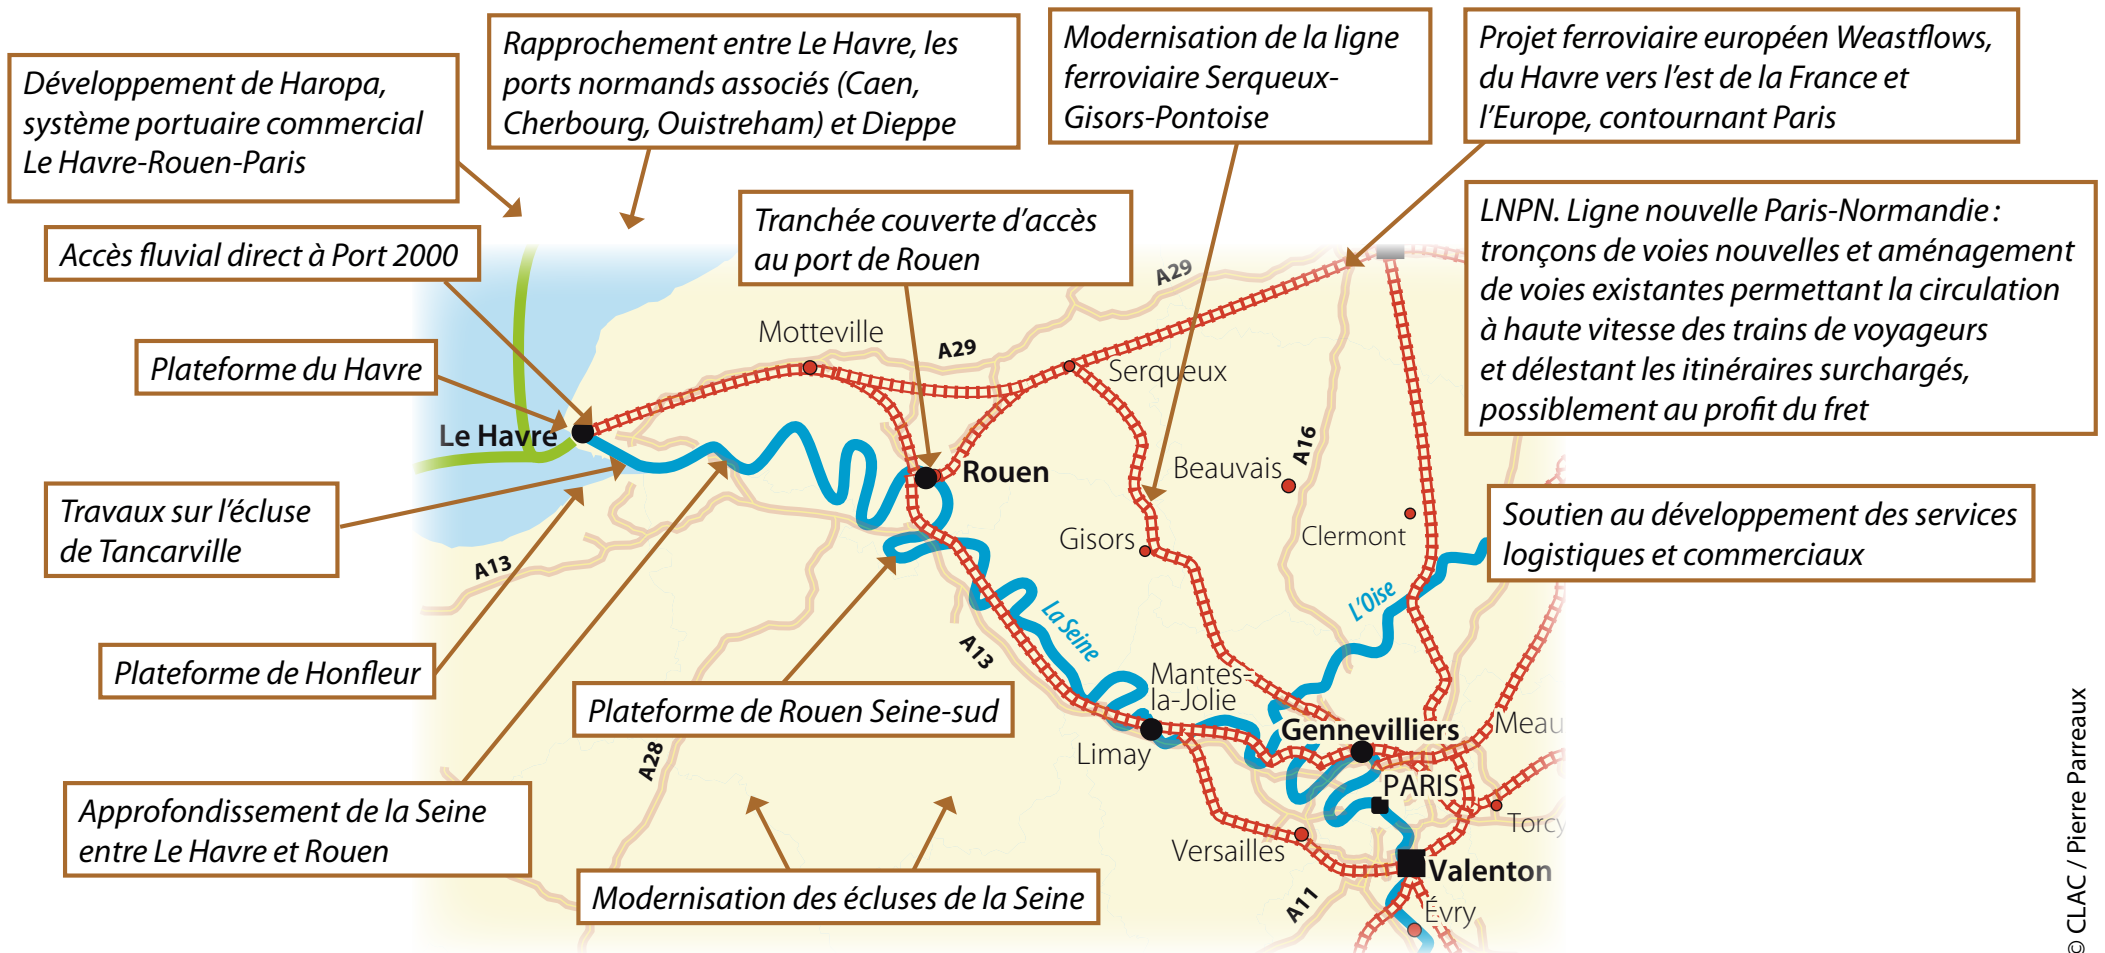 Développement de Haropa,
système portuaire commercial
Le Havre-Rouen-Paris
Rapprochement entre Le Havre, les
ports normands associés (Caen,
Cherbourg, Ouistreham) et Dieppe
Modernisation de la ligne
ferroviaire Serqueux-
Gisors-Pontoise
Projet ferroviaire européen Weastflows,
du Havre vers l'est de la France et
l'Europe, contournant Paris
Accès fluvial direct à Port 2000
Tranchée couverte d'accès
au port de Rouen
LNPN. Ligne nouvelle Paris-Normandie :
tronçons de voies nouvelles et aménagement
de voies existantes permettant la circulation
à haute vitesse des trains de voyageurs
et délestant les itinéraires surchargés,
possiblement au profit du fret
A29
Motteville
A29
Plateforme du Havre
Serqueux
Le Havre
A16
Rouen
Beauvais
Travaux sur l'écluse
de Tancarville
Clermont
Gisors
Soutien au développement des services
logistiques et commerciaux
A13
L'Oise
La Seine
A13
Plateforme de Honfleur
Mantes-
la-Jolie
Plateforme de Rouen Seine-sud
Gennevilliers
Meau
Limay
A28
PARIS
Approfondissement de la Seine
entre Le Havre et Rouen
Torcy
Versailles
Valenton
Modernisation des écluses de la Seine
A11
Évry
© CLAC / Pierre Parreaux